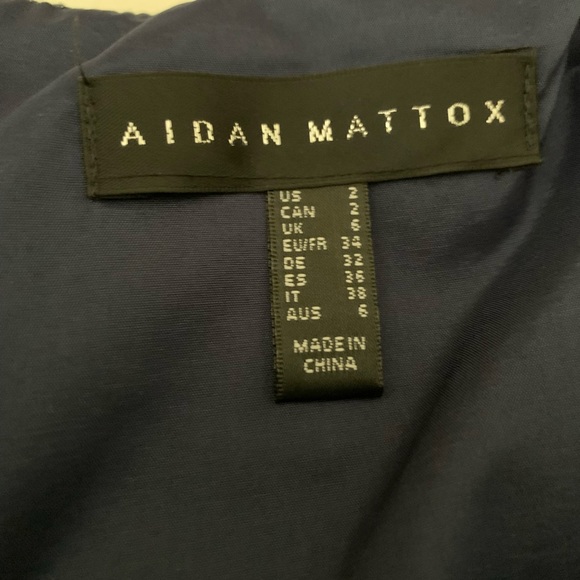 AIDAN MATTOX
US 2
CAN 2
UK 6
EU/FR 34
DE 32
ES 36
IT 38
AUS 6
MADE IN
CHINA